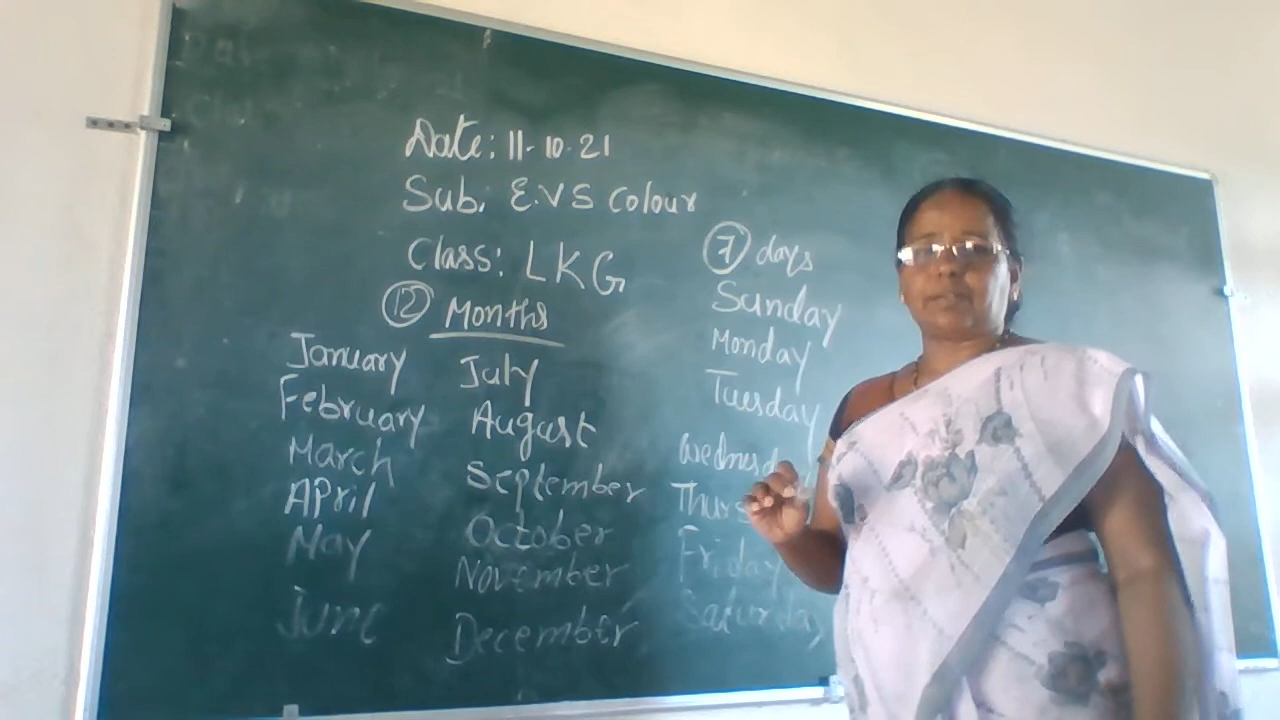 Date: 11-10-21
Sub. E.VS Colour
Class: LKG
12 Months
January
February
March
APril
May
June
July
August
September
October
November
December
7 days
Sunday
Monday
Tuesday
Friday
Saturday